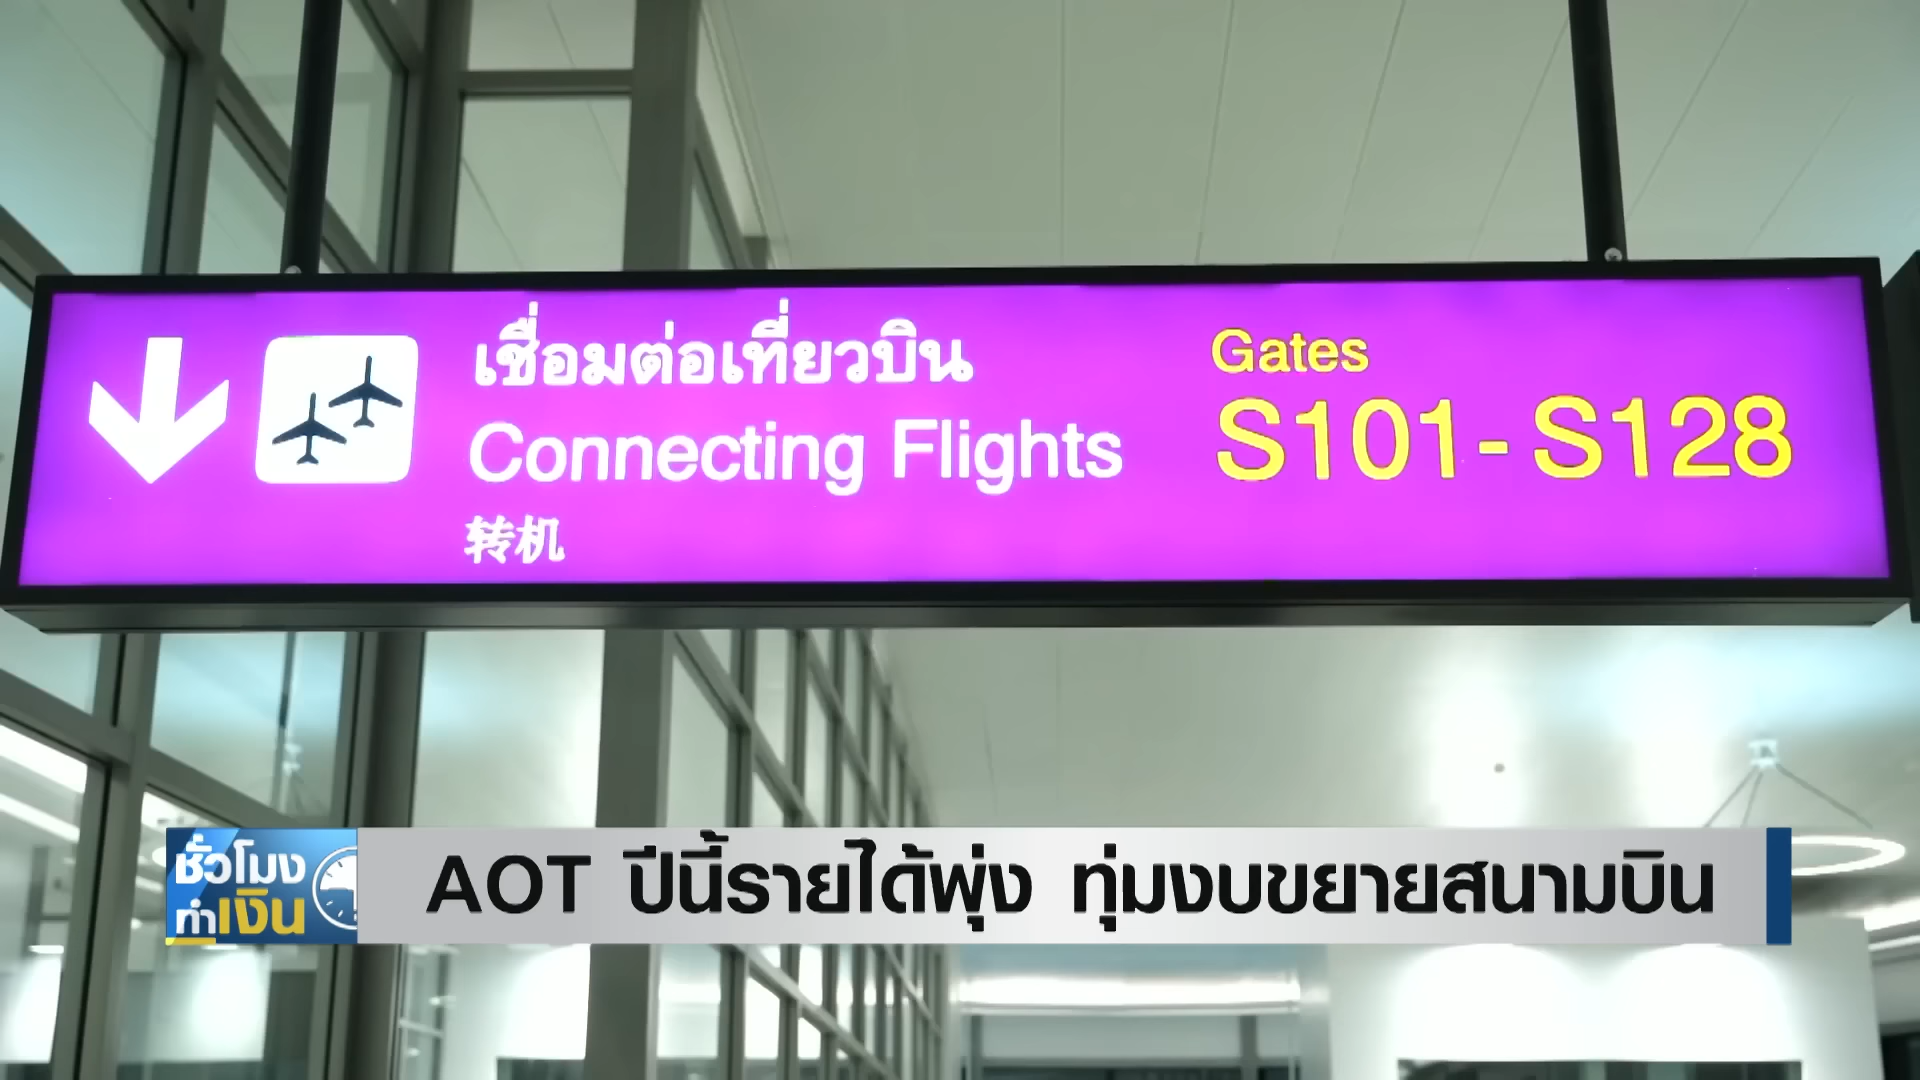 เชื่อมต่อเที่ยวบิน
Connecting Flights
转机
Gates
S101-S128
ชั่วโมง
ทำเงิน
AOT ปีนี้รายได้พุ่ง ทุ่มงบขยายสนามบิน